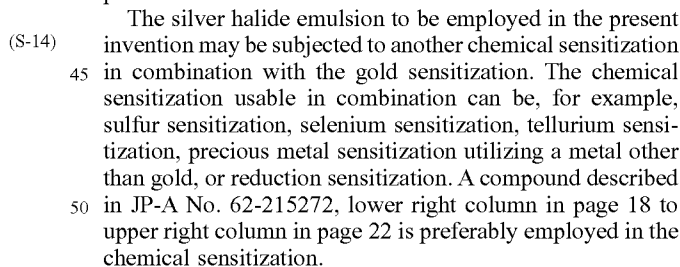 The silver halide emulsion to be employed in the present
(S-14) invention may be subjected to another chemical sensitization
45 in combination with the gold sensitization. The chemical
sensitization usable in combination can be, for example,
sulfur sensitization, selenium sensitization, tellurium sensi-
tization, precious metal sensitization utilizing a metal other
than gold, or reduction sensitization. A compound described
50 in JP-A No. 62-215272, lower right column in page 18 to
upper right column in page 22 is preferably employed in the
chemical sensitization.